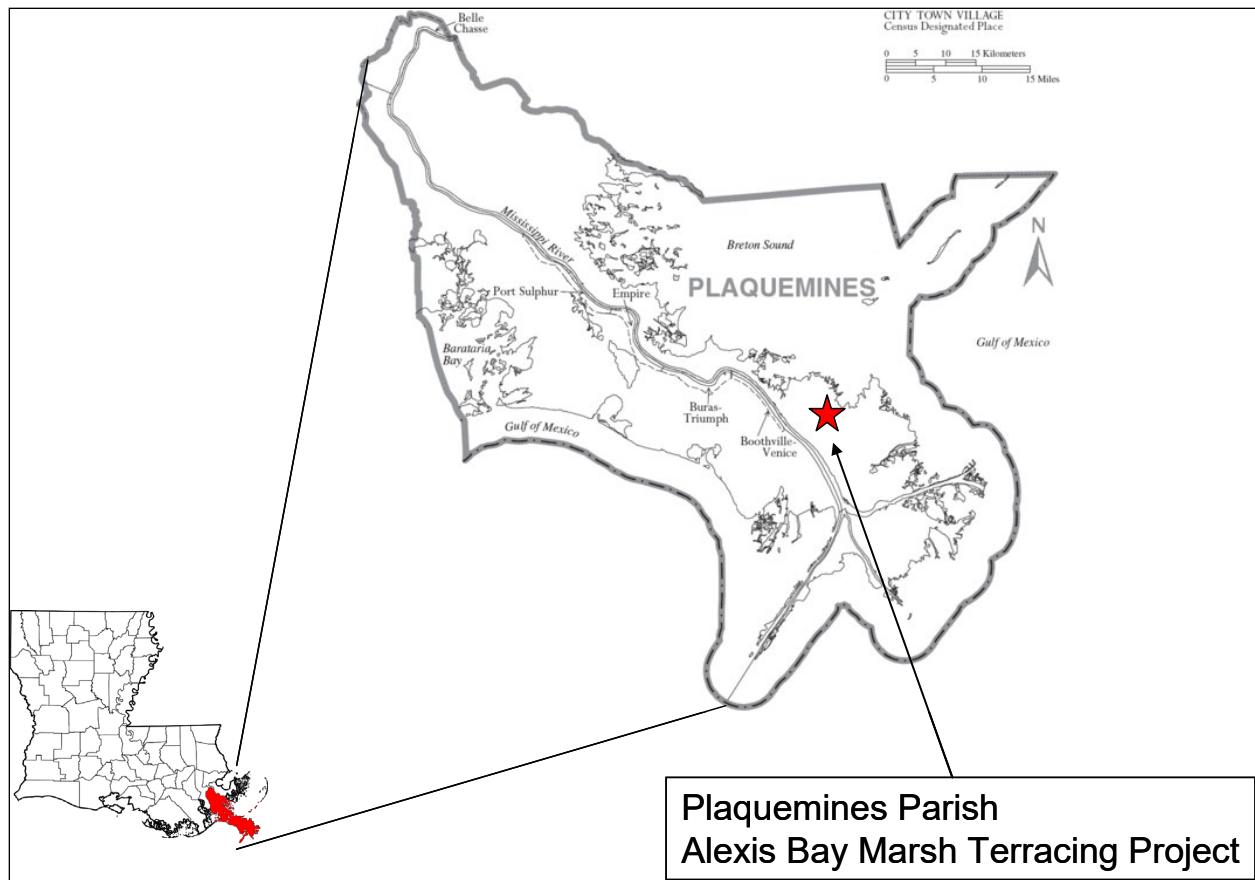 CITY TOWN VILLAGE
Census Designated Place
0 5 10 15 Kilometers
0 5 10 15 Miles
Belle
Chasse
Mississippi River
Breton Sound
N
PLAQUEMINES
Port Sulphur
Empire
Gulf of Mexico
Barataria
Bay
Buras-
Triumph
Gulf of Mexico
Boothville-
Venice
Plaquemines Parish
Alexis Bay Marsh Terracing Project